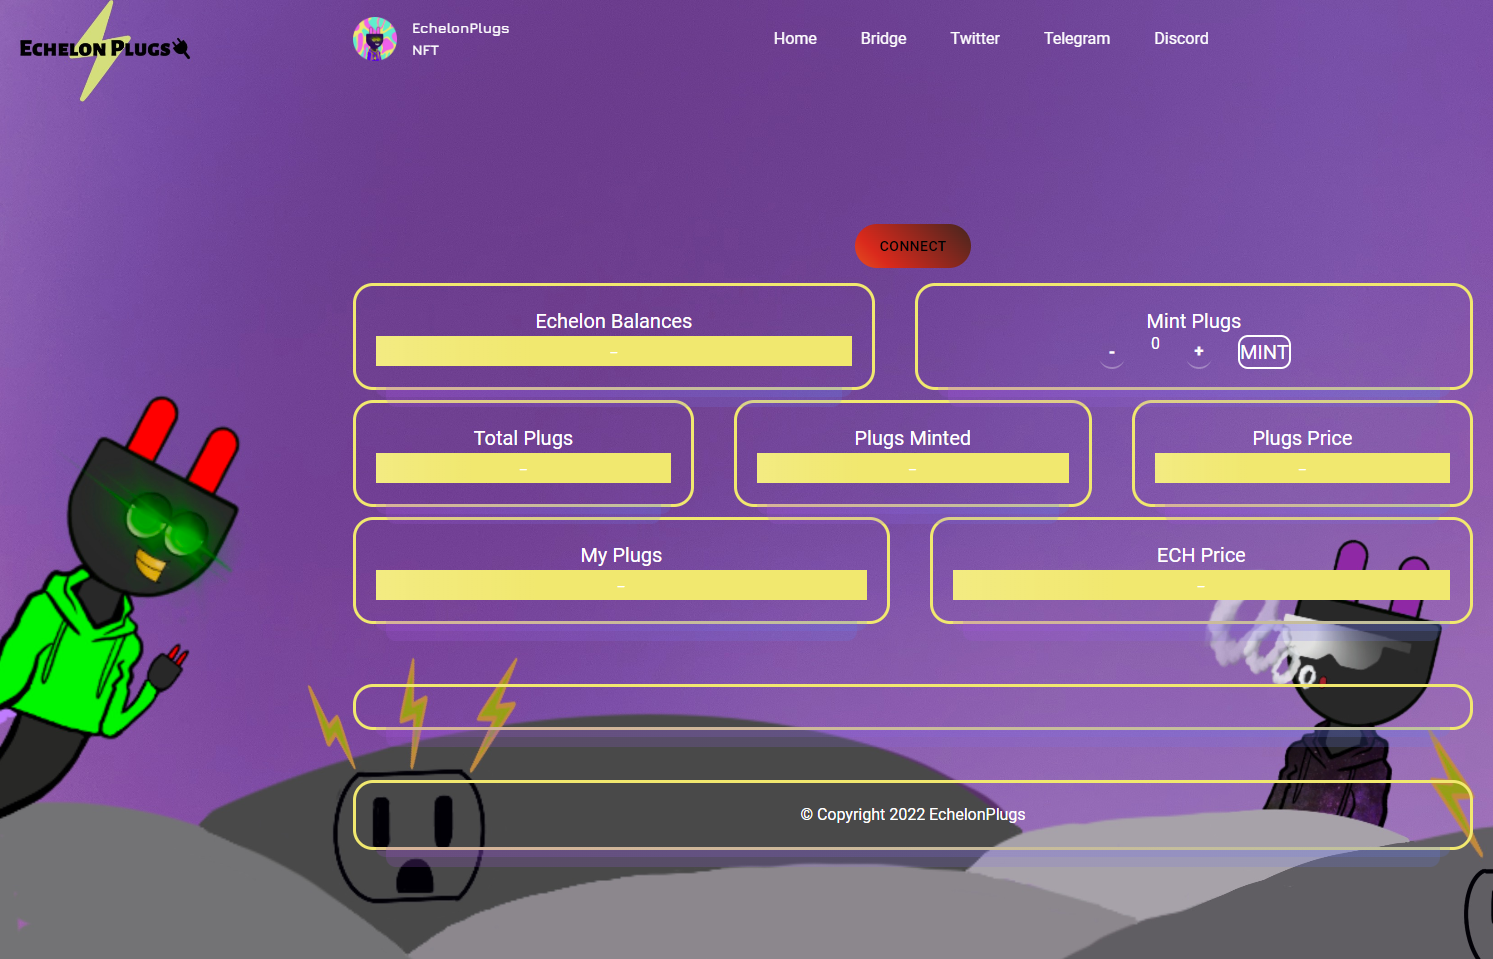 Echelon Plugs
EchelonPlugs
NFT
Home Bridge Twitter Telegram Discord
CONNECT
Echelon Balances
–
Mint Plugs
- 0 + MINT
Total Plugs
–
Plugs Minted
–
Plugs Price
–
My Plugs
–
ECH Price
–
© Copyright 2022 EchelonPlugs